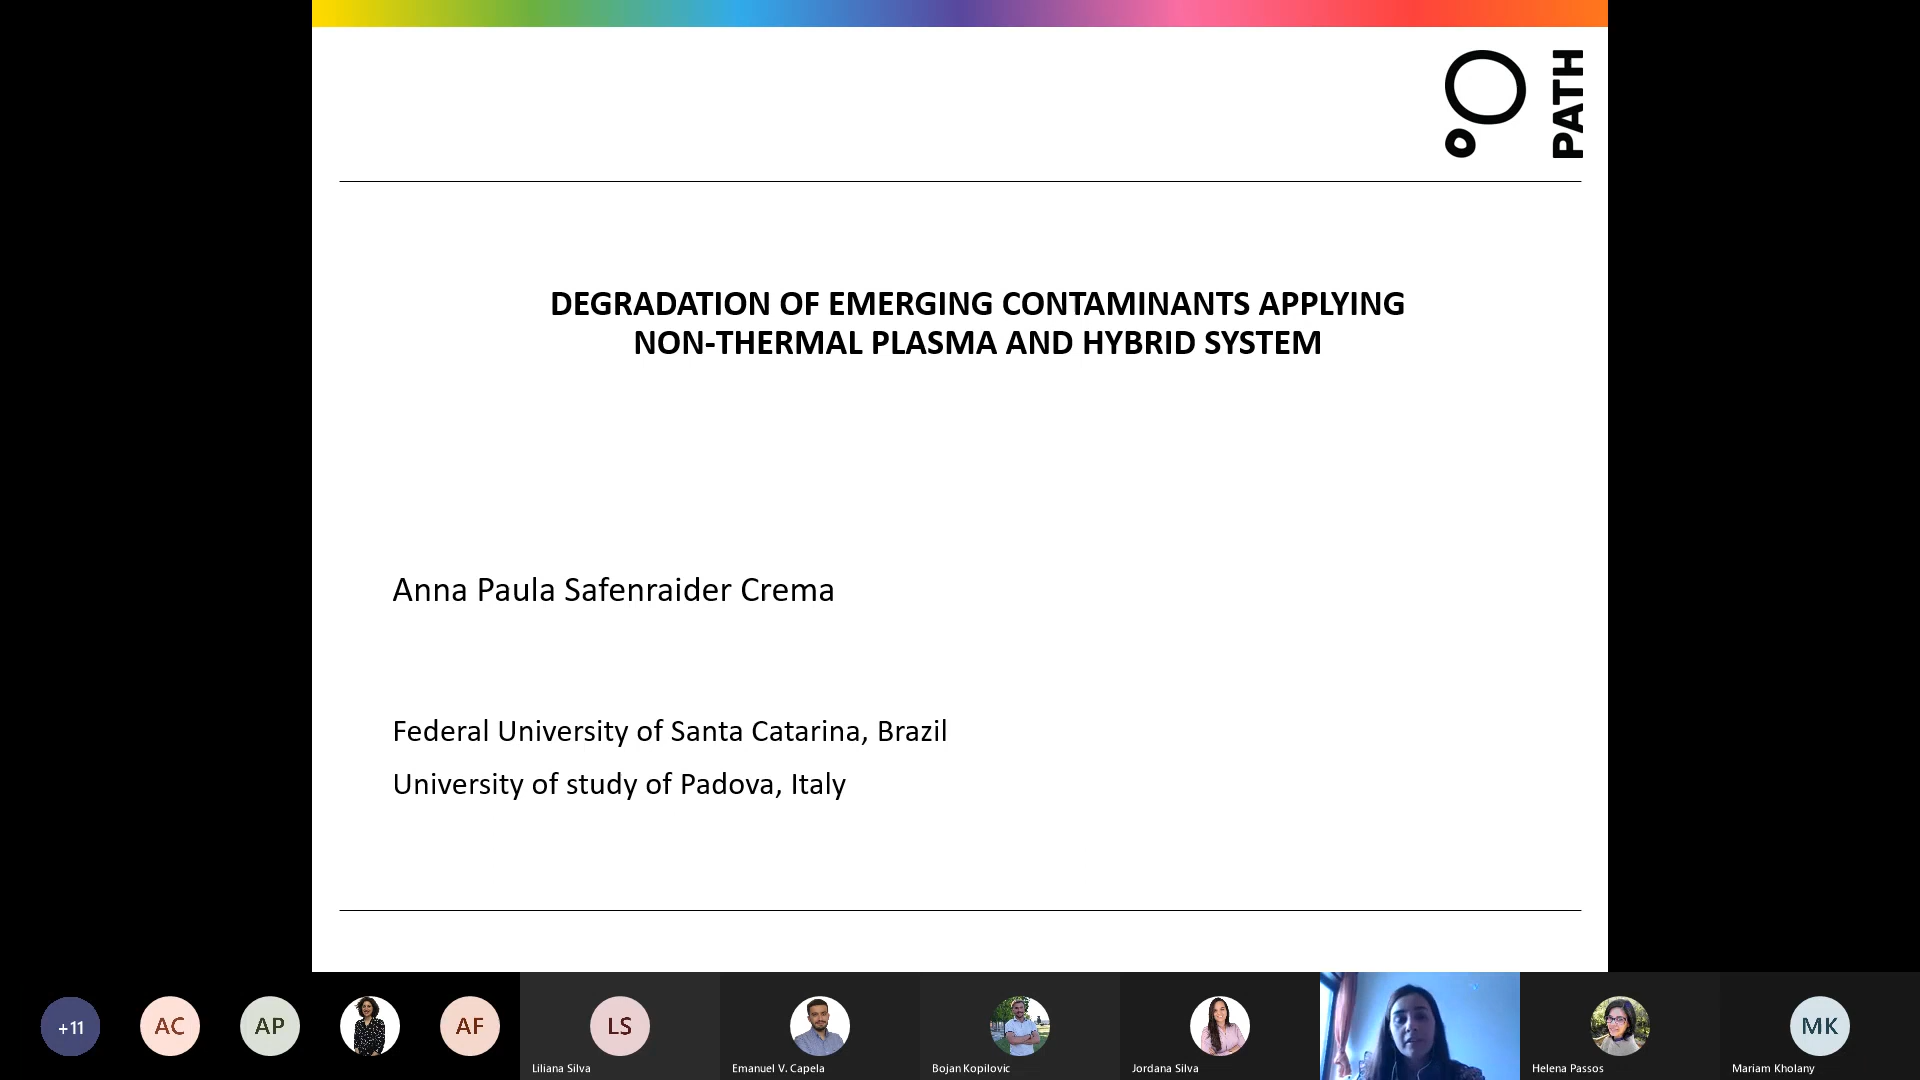 PATH
DEGRADATION OF EMERGING CONTAMINANTS APPLYING
NON-THERMAL PLASMA AND HYBRID SYSTEM
Anna Paula Safenraider Crema
Federal University of Santa Catarina, Brazil
University of study of Padova, Italy
+11
AC
AP
AF
LS
MK
Liliana Silva
Emanuel V. Capela
Bojan Kopilovic
Jordana Silva
Helena Passos
Mariam Kholany